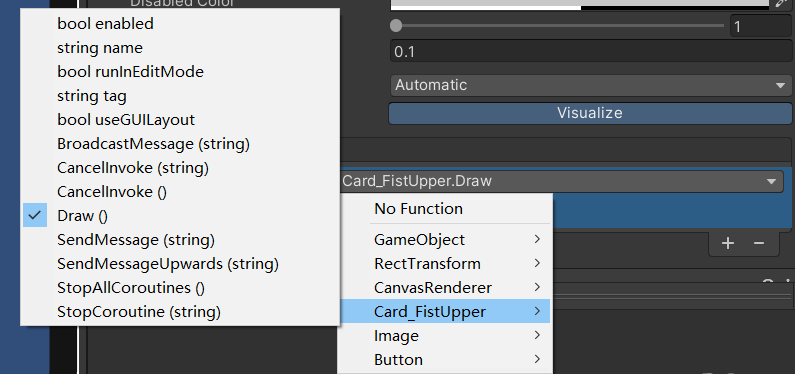 Disabled Color
1
0.1
Automatic
Visualize
Card_FistUpper.Draw
bool enabled
string name
bool runInEditMode
string tag
bool useGUILayout
BroadcastMessage (string)
CancelInvoke (string)
CancelInvoke ()
Draw ()
SendMessage (string)
SendMessageUpwards (string)
StopAllCoroutines ()
StopCoroutine (string)
No Function
GameObject
RectTransform
CanvasRenderer
Card_FistUpper
Image
Button